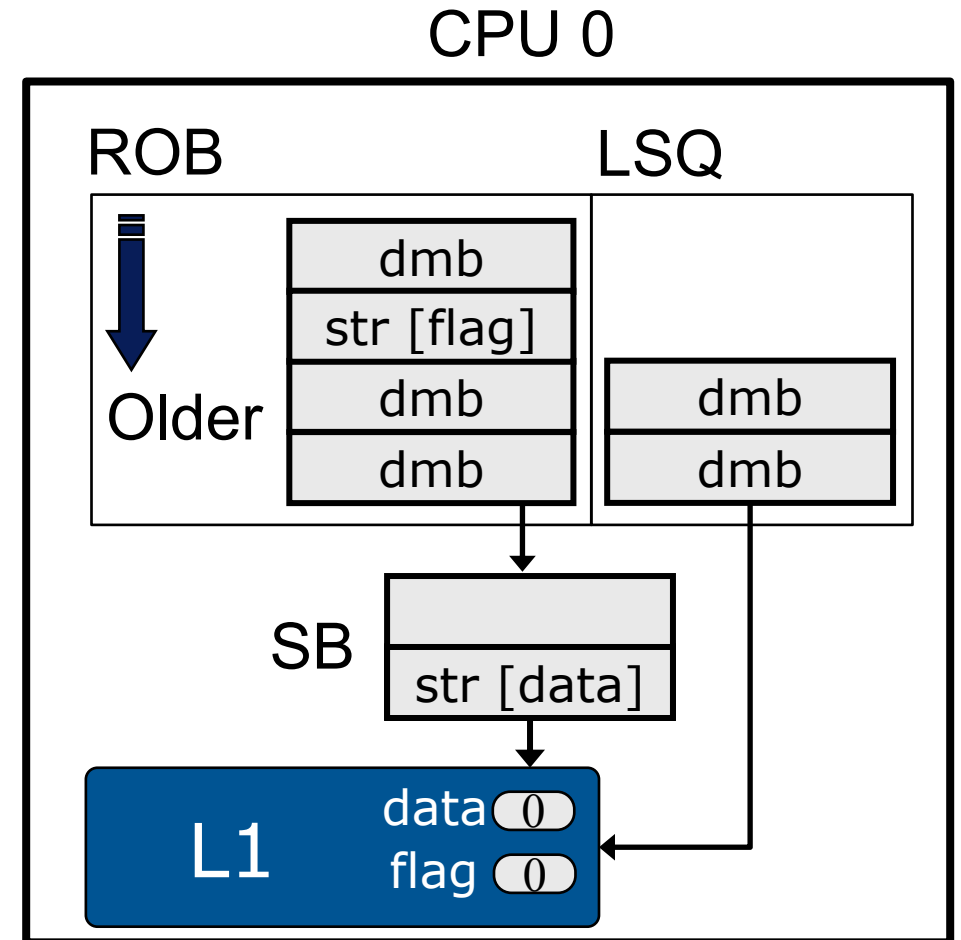 CPU 0
ROB
LSQ
dmb
str [flag]
Older
dmb
dmb
dmb
dmb
SB
str [data]
L1
data 0
flag 0